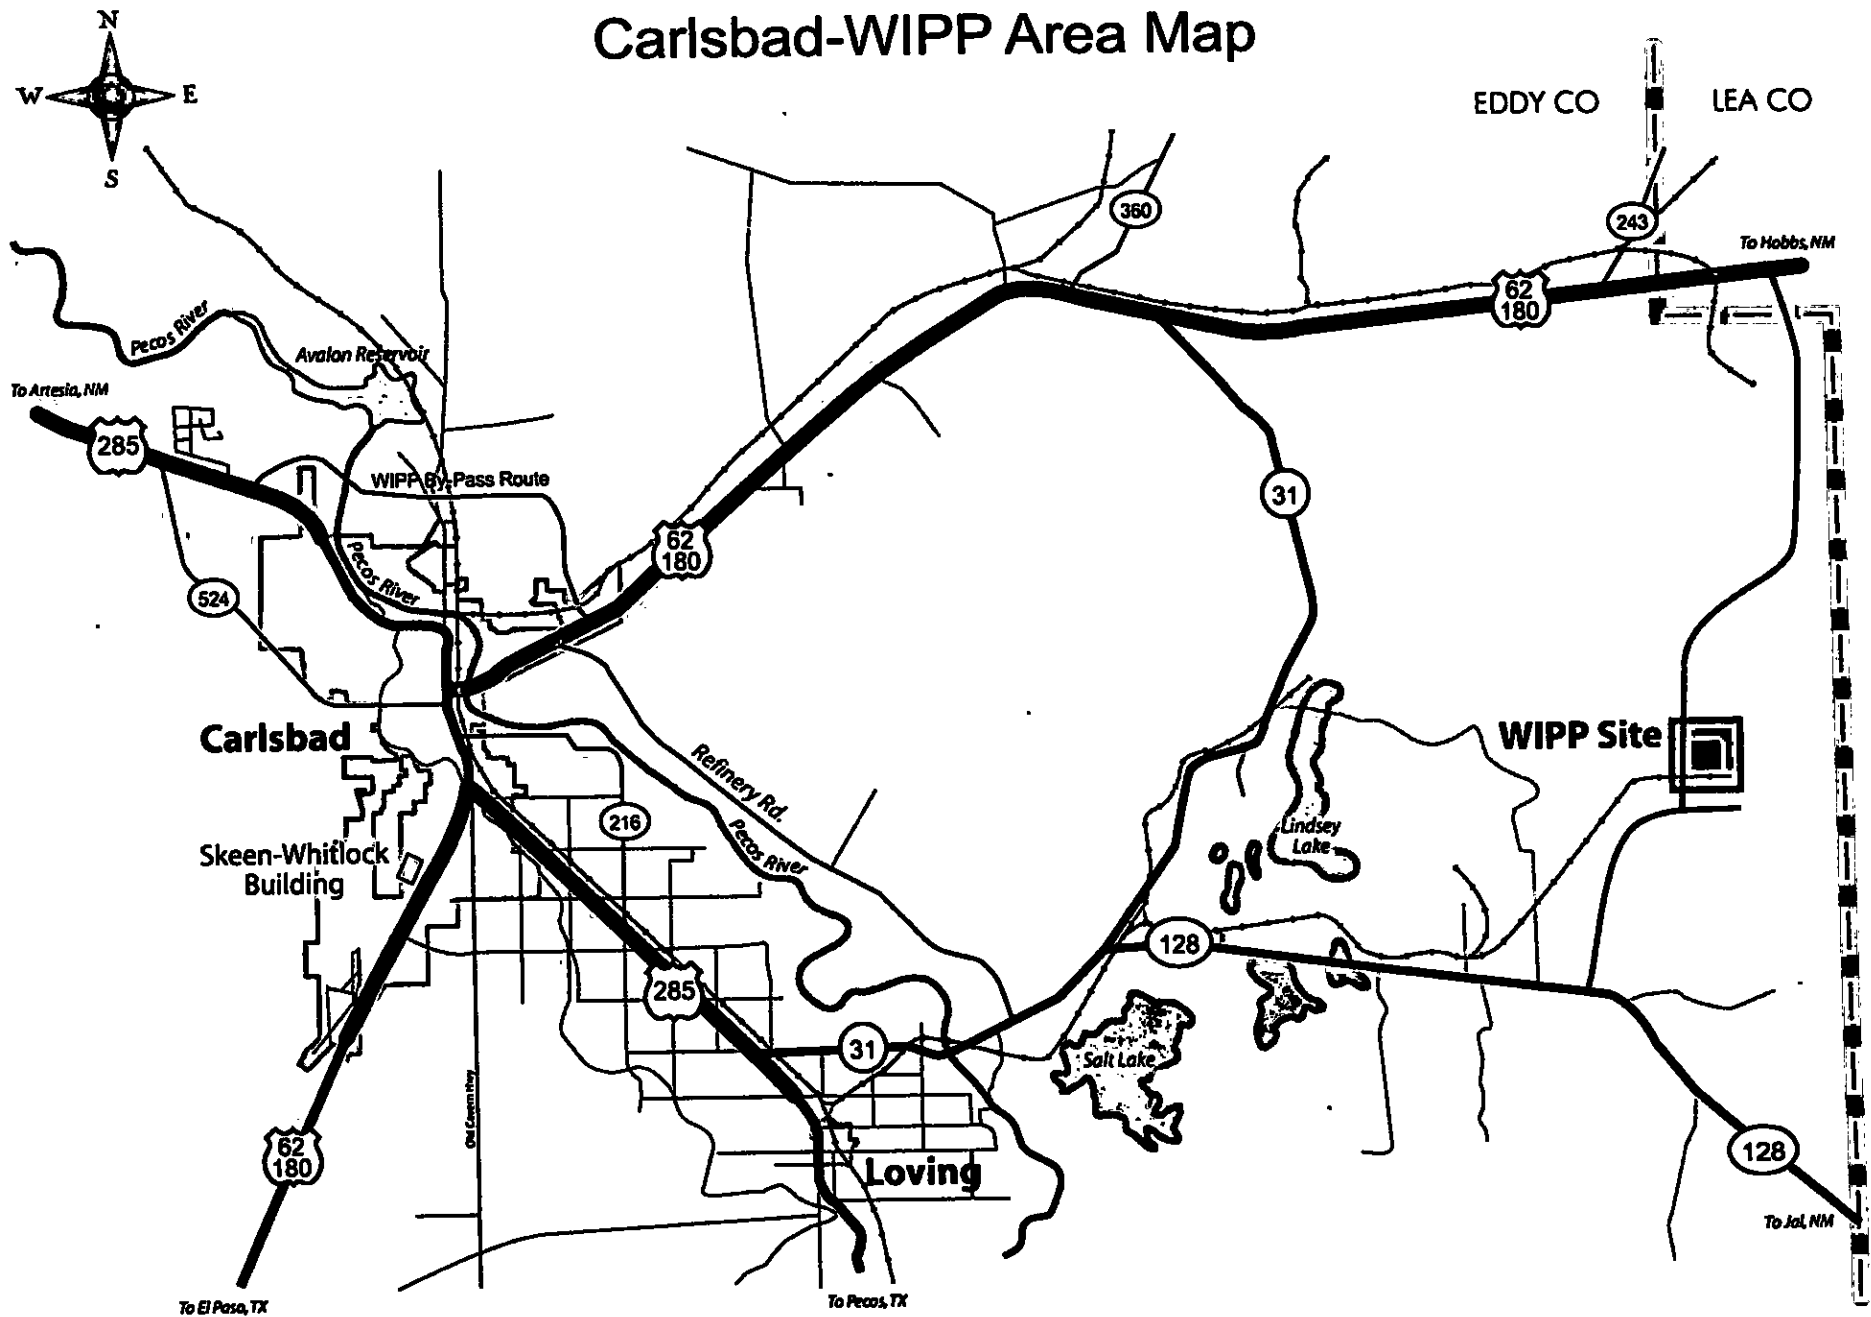 Carlsbad-WIPP Area Map
N
W E
S
EDDY CO LEA CO
360
243
To Hobbs, NM
62
180
Pecos River
Avalon Reservoir
To Artesia, NM
285
WIPP By-Pass Route
31
62
180
Pecos River
524
Carlsbad
WIPP Site
Refinery Rd.
216
Pecos River
Lindsey
Lake
Skeen-Whitlock
Building
128
285
31
Salt Lake
Old Cavern Hwy
62
180
Loving
128
To Jal, NM
To El Paso, TX
To Pecos, TX